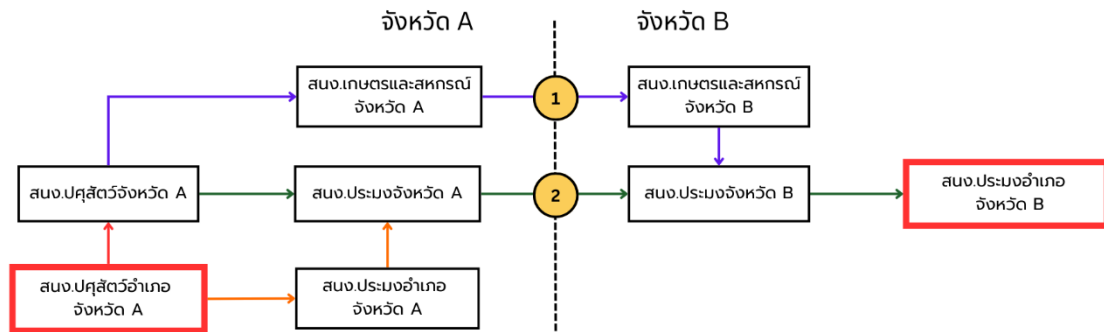 จังหวัด A
จังหวัด B
สนง.เกษตรและสหกรณ์
จังหวัด A
1
สนง.เกษตรและสหกรณ์
จังหวัด B
สนง.ปศุสัตว์จังหวัด A
สนง.ประมงจังหวัด A
2
สนง.ประมงจังหวัด B
สนง.ประมงอำเภอ
จังหวัด B
สนง.ปศุสัตว์อำเภอ
จังหวัด A
สนง.ประมงอำเภอ
จังหวัด A